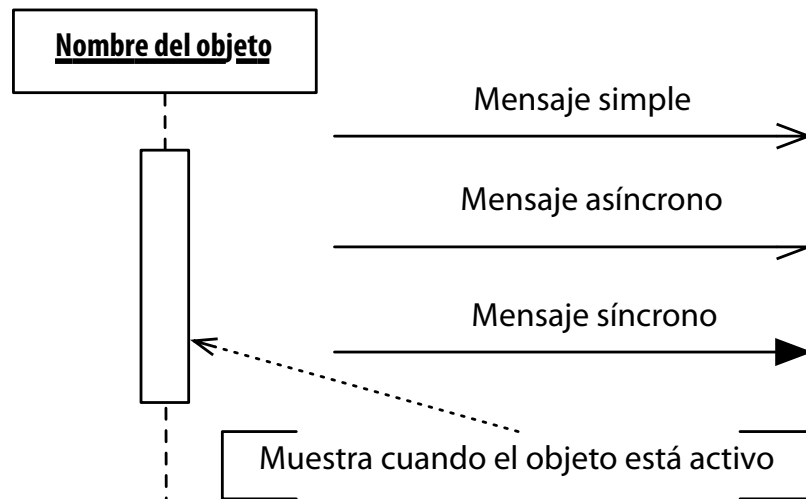 Nombre del objeto
Mensaje simple
Mensaje asíncrono
Mensaje síncrono
Muestra cuando el objeto está activo